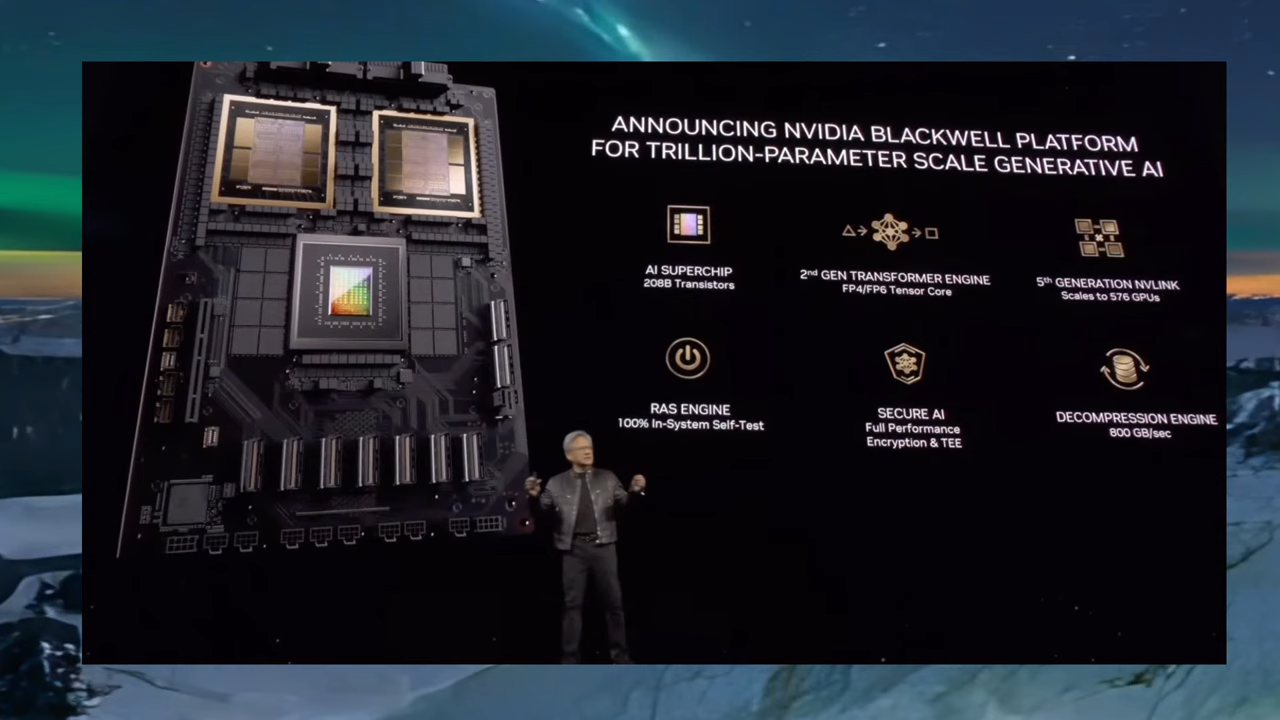 ANNOUNCING NVIDIA BLACKWELL PLATFORM
FOR TRILLION-PARAMETER SCALE GENERATIVE AI
AI SUPERCHIP
208B Transistors
2nd GEN TRANSFORMER ENGINE
FP4/FP6 Tensor Core
5th GENERATION NVLINK
Scales to 576 GPUs
RAS ENGINE
100% In-System Self-Test
SECURE AI
Full Performance
Encryption & TEE
DECOMPRESSION ENGINE
800 GB/sec